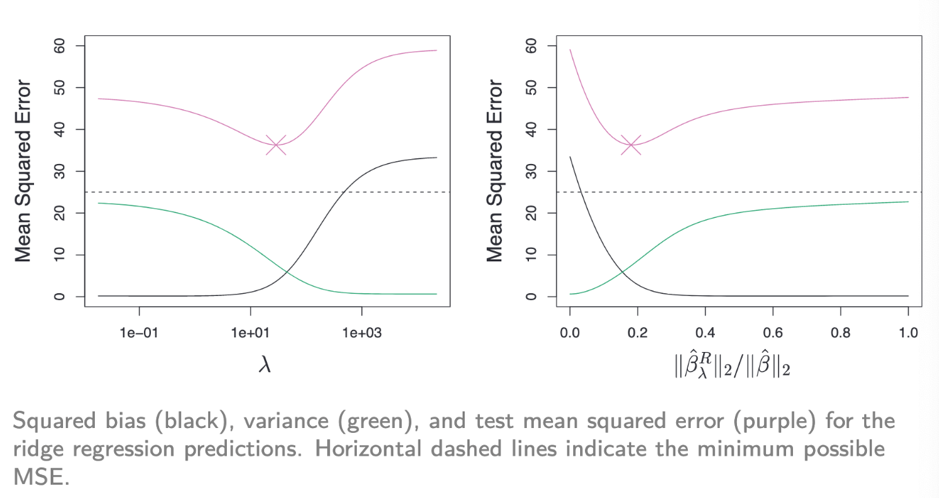 Mean Squared Error
60
50
40
30
20
10
0
1e−01 1e+01 1e+03
λ
Mean Squared Error
60
50
40
30
20
10
0
0.0 0.2 0.4 0.6 0.8 1.0
‖β̂λᴿ‖₂/‖β̂‖₂
Squared bias (black), variance (green), and test mean squared error (purple) for the
ridge regression predictions. Horizontal dashed lines indicate the minimum possible
MSE.